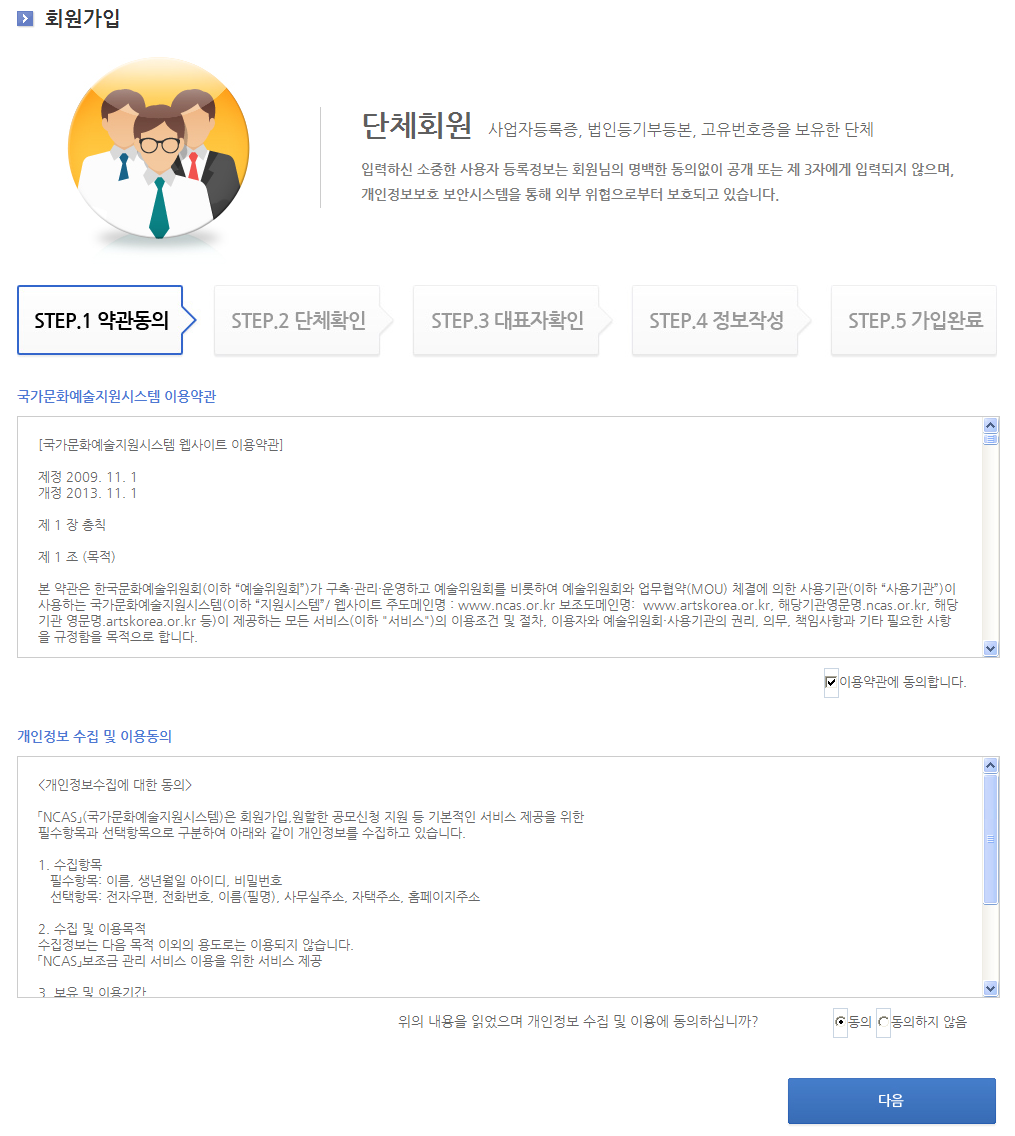 회원가입
단체회원 사업자등록증, 법인등기부등본, 고유번호증을 보유한 단체
입력하신 소중한 사용자 등록정보는 회원님의 명백한 동의없이 공개 또는 제 3자에게 입력되지 않으며,
개인정보보호 보안시스템을 통해 외부 위협으로부터 보호되고 있습니다.
STEP.1 약관동의
STEP.2 단체확인
STEP.3 대표자확인
STEP.4 정보작성
STEP.5 가입완료
국가문화예술지원시스템 이용약관
[국가문화예술지원시스템 웹사이트 이용약관]
제정 2009. 11. 1
개정 2013. 11. 1
제 1 장 총칙
제 1 조 (목적)
본 약관은 한국문화예술위원회(이하 “예술위원회”)가 구축·관리·운영하고 예술위원회를 비롯하여 예술위원회와 업무협약(MOU) 체결에 의한 사용기관(이하 “사용기관”)이
사용하는 국가문화예술지원시스템(이하 “지원시스템”/ 웹사이트 주도메인명 : www.ncas.or.kr 보조도메인명: www.artskorea.or.kr, 해당기관영문명.ncas.or.kr, 해당
기관 영문명.artskorea.or.kr 등)이 제공하는 모든 서비스(이하 "서비스")의 이용조건 및 절차, 이용자와 예술위원회·사용기관의 권리, 의무, 책임사항과 기타 필요한 사항
을 규정함을 목적으로 합니다.
이용약관에 동의합니다.
개인정보 수집 및 이용동의
<개인정보수집에 대한 동의>
「NCAS」(국가문화예술지원시스템)은 회원가입,원할한 공모신청 지원 등 기본적인 서비스 제공을 위한
필수항목과 선택항목으로 구분하여 아래와 같이 개인정보를 수집하고 있습니다.
1. 수집항목
필수항목: 이름, 생년월일 아이디, 비밀번호
선택항목: 전자우편, 전화번호, 이름(필명), 사무실주소, 자택주소, 홈페이지주소
2. 수집 및 이용목적
수집정보는 다음 목적 이외의 용도로는 이용되지 않습니다.
「NCAS」보조금 관리 서비스 이용을 위한 서비스 제공
3. 보유 및 이용기간
위의 내용을 읽었으며 개인정보 수집 및 이용에 동의하십니까? 동의 동의하지 않음
다음